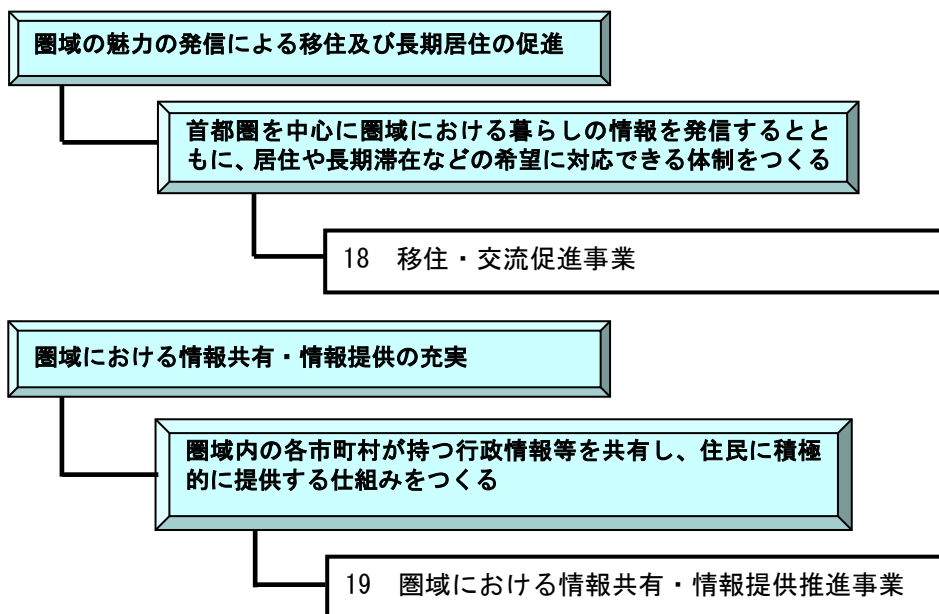 圏域の魅力の発信による移住及び長期居住の促進
首都圏を中心に圏域における暮らしの情報を発信するとと
もに、居住や長期滞在などの希望に対応できる体制をつくる
18　移住・交流促進事業
圏域における情報共有・情報提供の充実
圏域内の各市町村が持つ行政情報等を共有し、住民に積極
的に提供する仕組みをつくる
19　圏域における情報共有・情報提供推進事業